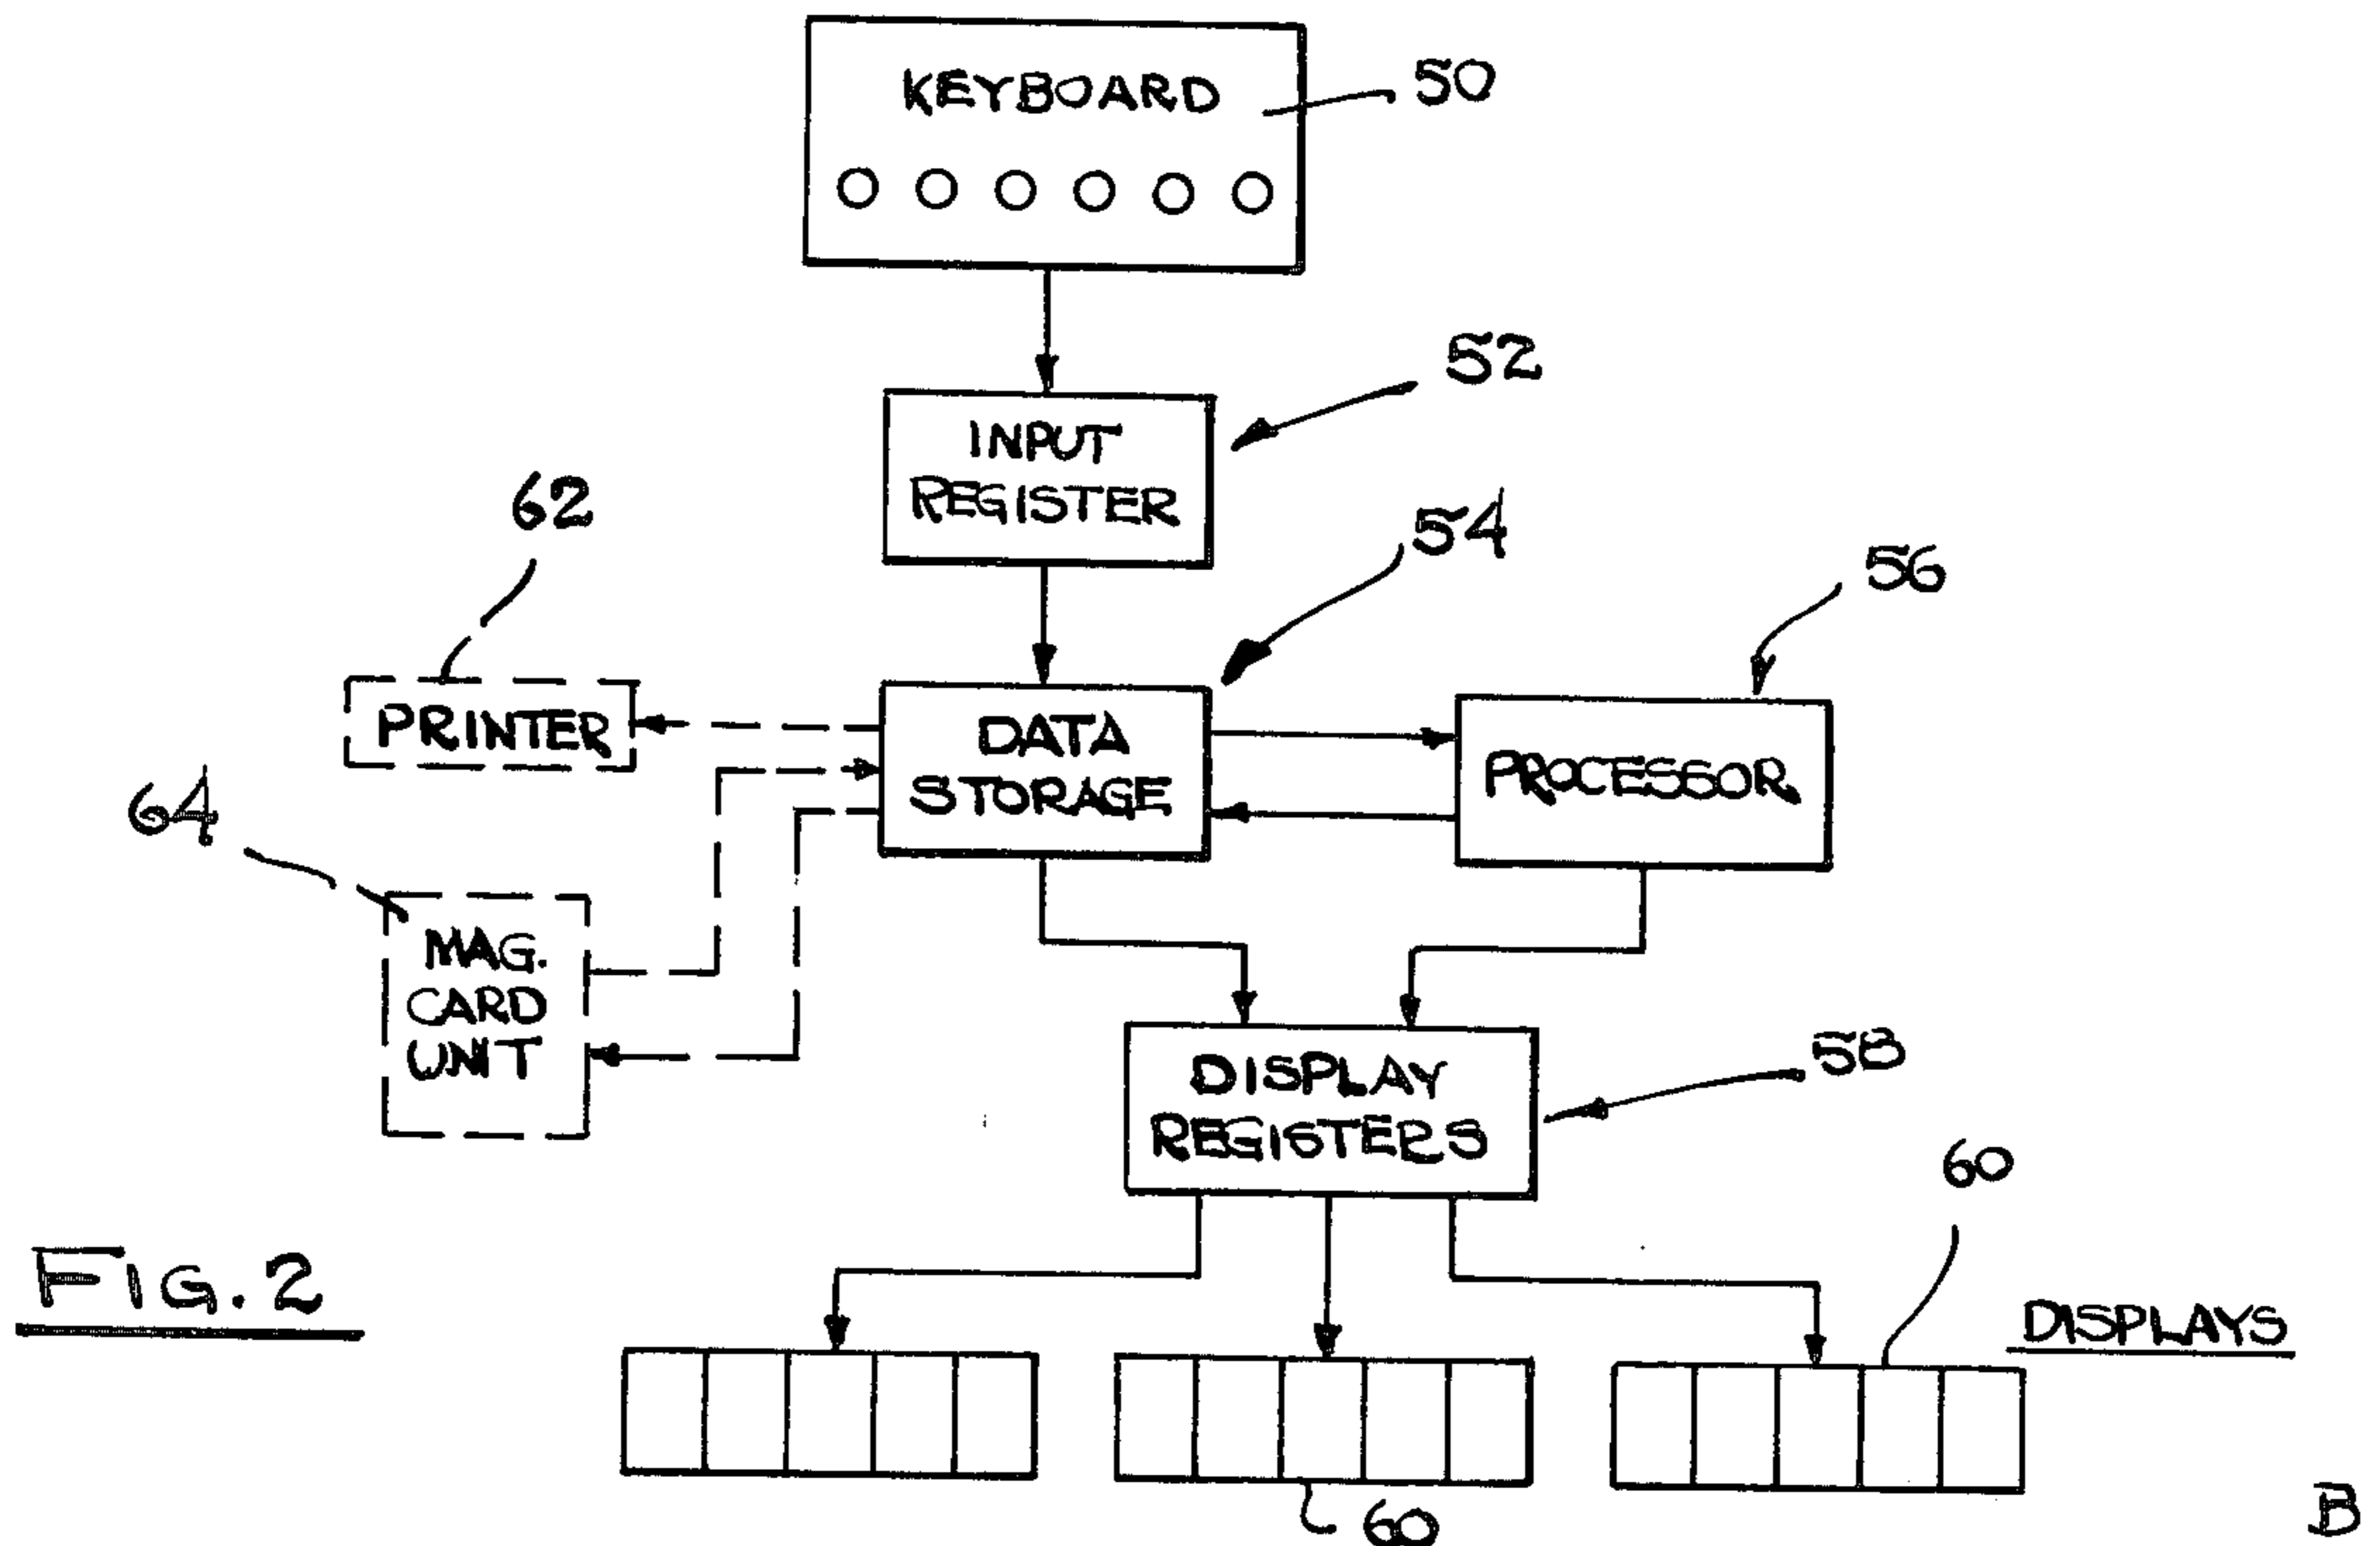 KEYBOARD
50
INPUT
REGISTER
52
62
54
56
PRINTER
DATA
STORAGE
PROCESSOR
64
MAG.
CARD
UNIT
DISPLAY
REGISTERS
58
60
FIG. 2
DISPLAYS
60
B